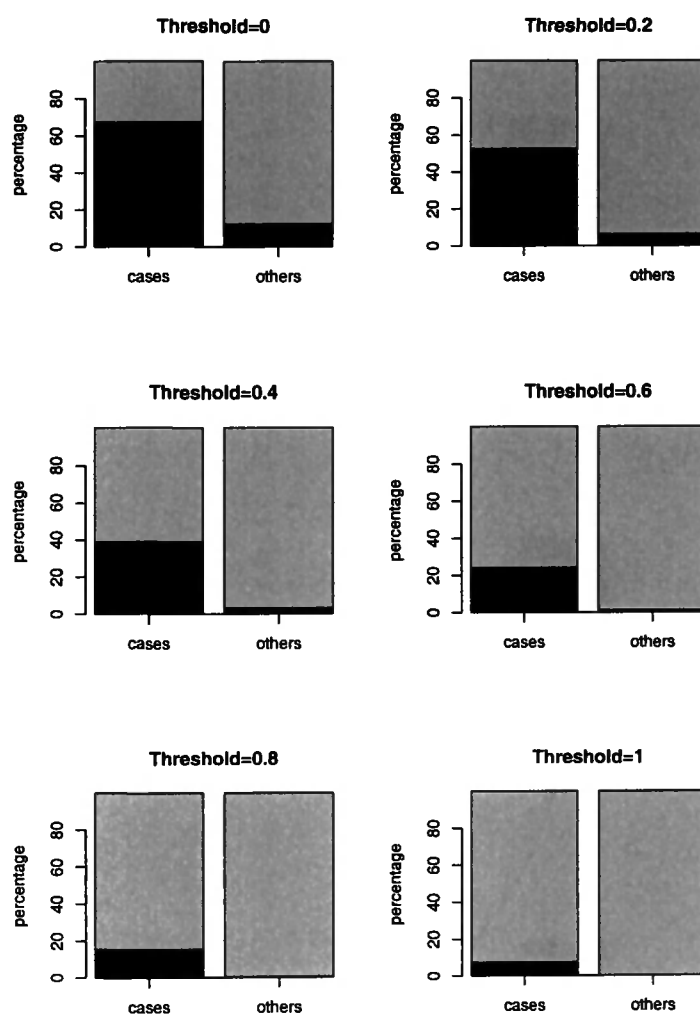 Threshold=0
percentage
0 20 40 60 80
cases others
Threshold=0.2
percentage
0 20 40 60 80
cases others
Threshold=0.4
percentage
0 20 40 60 80
cases others
Threshold=0.6
percentage
0 20 40 60 80
cases others
Threshold=0.8
percentage
0 20 40 60 80
cases others
Threshold=1
percentage
0 20 40 60 80
cases others